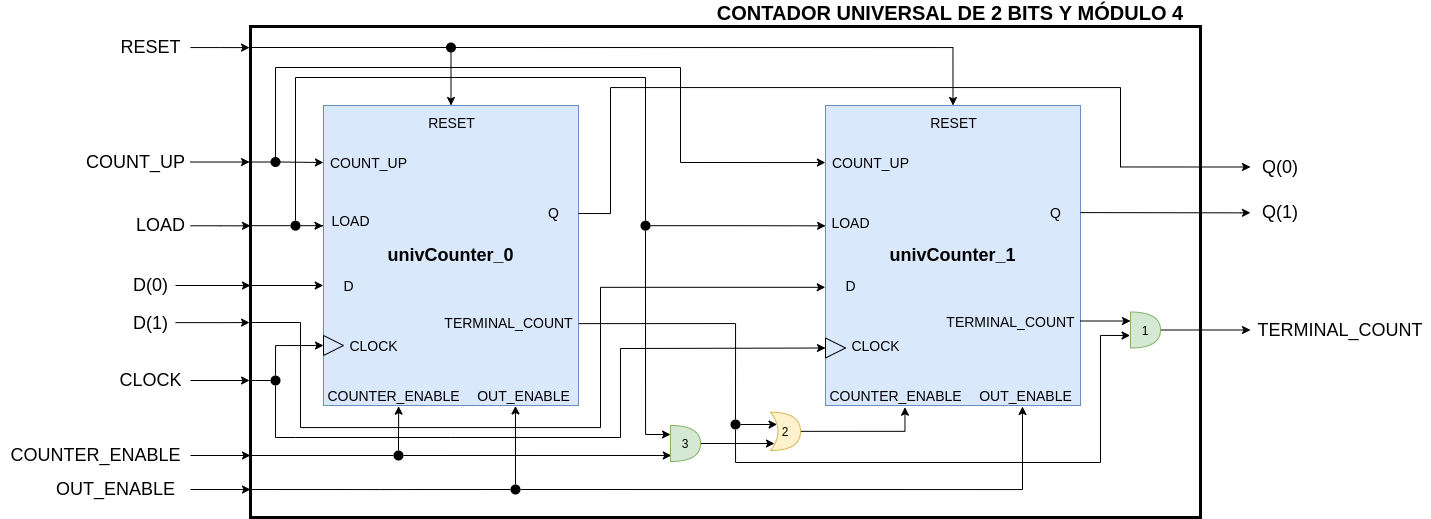 CONTADOR UNIVERSAL DE 2 BITS Y MÓDULO 4
RESET
COUNT_UP
LOAD
D(0)
D(1)
CLOCK
COUNTER_ENABLE
OUT_ENABLE
RESET
COUNT_UP
LOAD
Q
univCounter_0
D
TERMINAL_COUNT
CLOCK
COUNTER_ENABLE
OUT_ENABLE
3
2
RESET
COUNT_UP
LOAD
Q
univCounter_1
D
TERMINAL_COUNT
CLOCK
COUNTER_ENABLE
OUT_ENABLE
1
Q(0)
Q(1)
TERMINAL_COUNT